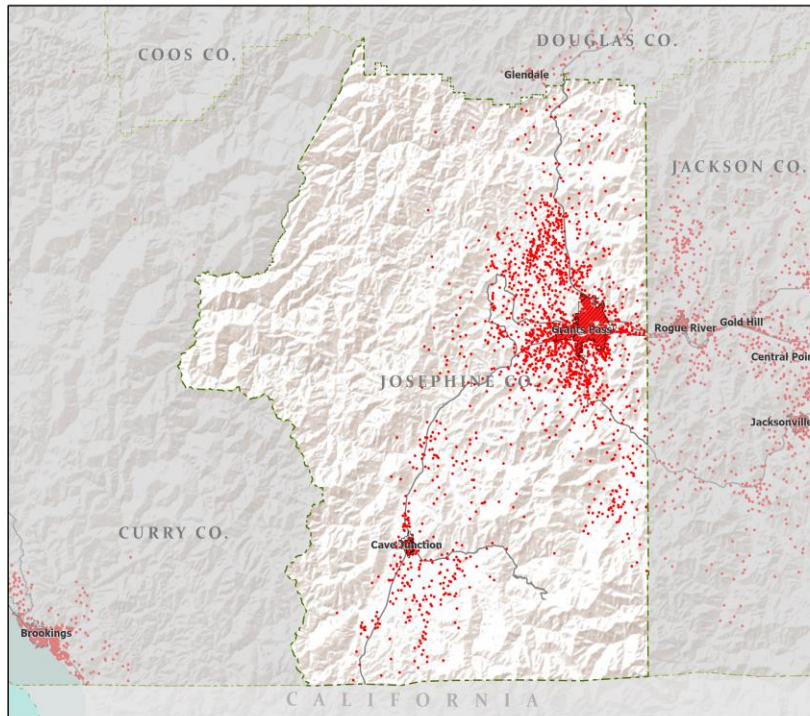 DOUGLAS CO.
COOS CO.
Glendale
JACKSON CO.
Grants Pass
Rogue River
Gold Hill
Central Poin
JOSEPHINE CO.
Jacksonville
CURRY CO.
Cave Junction
Brookings
CALIFORNIA